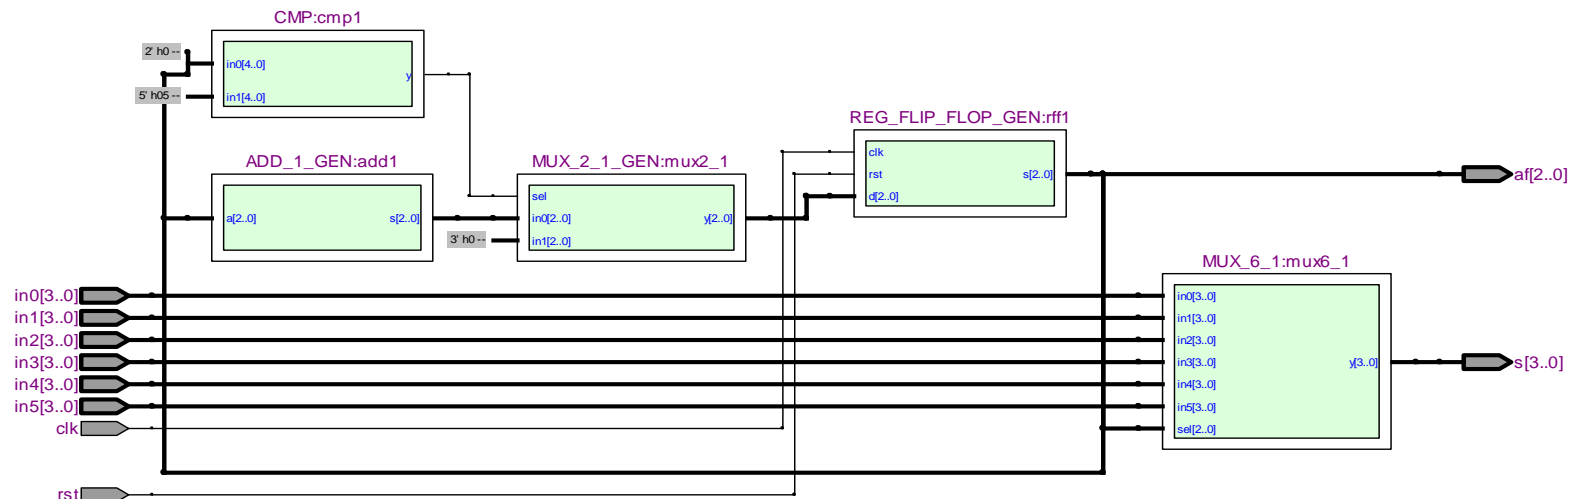 CMP:cmp1
2' h0 --
in0[4..0]
y
5' h05 --
in1[4..0]
REG_FLIP_FLOP_GEN:rff1
ADD_1_GEN:add1
MUX_2_1_GEN:mux2_1
clk
rst
s[2..0]
af[2..0]
d[2..0]
sel
a[2..0]
s[2..0]
in0[2..0]
y[2..0]
3' h0 --
in1[2..0]
MUX_6_1:mux6_1
in0[3..0]
in0[3..0]
in1[3..0]
in1[3..0]
in2[3..0]
in2[3..0]
in3[3..0]
in3[3..0]
y[3..0]
s[3..0]
in4[3..0]
in4[3..0]
in5[3..0]
in5[3..0]
clk
sel[2..0]
rst